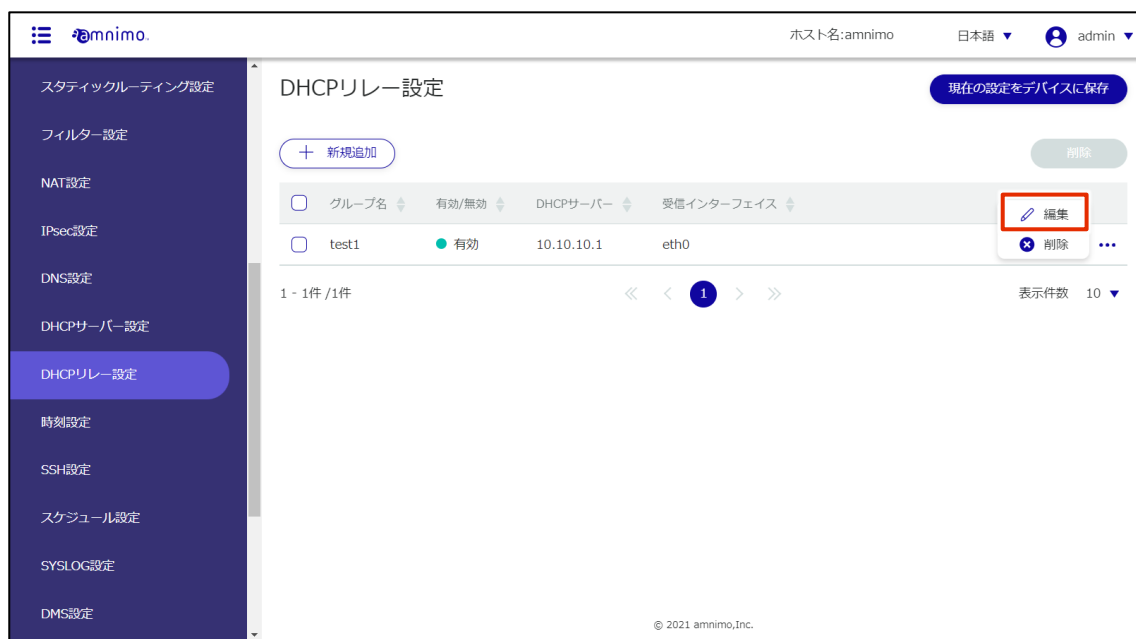 amnimo.
ホスト名:amnimo
日本語 ▼
admin ▼
スタティックルーティング設定
フィルター設定
NAT設定
IPsec設定
DNS設定
DHCPサーバー設定
DHCPリレー設定
時刻設定
SSH設定
スケジュール設定
SYSLOG設定
DMS設定
DHCPリレー設定
現在の設定をデバイスに保存
＋ 新規追加
削除
グループ名 有効/無効 DHCPサーバー 受信インターフェイス
編集
test1 有効 10.10.10.1 eth0
削除 •••
1 - 1件 /1件
≪ < 1 > ≫
表示件数 10 ▼
© 2021 amnimo,Inc.